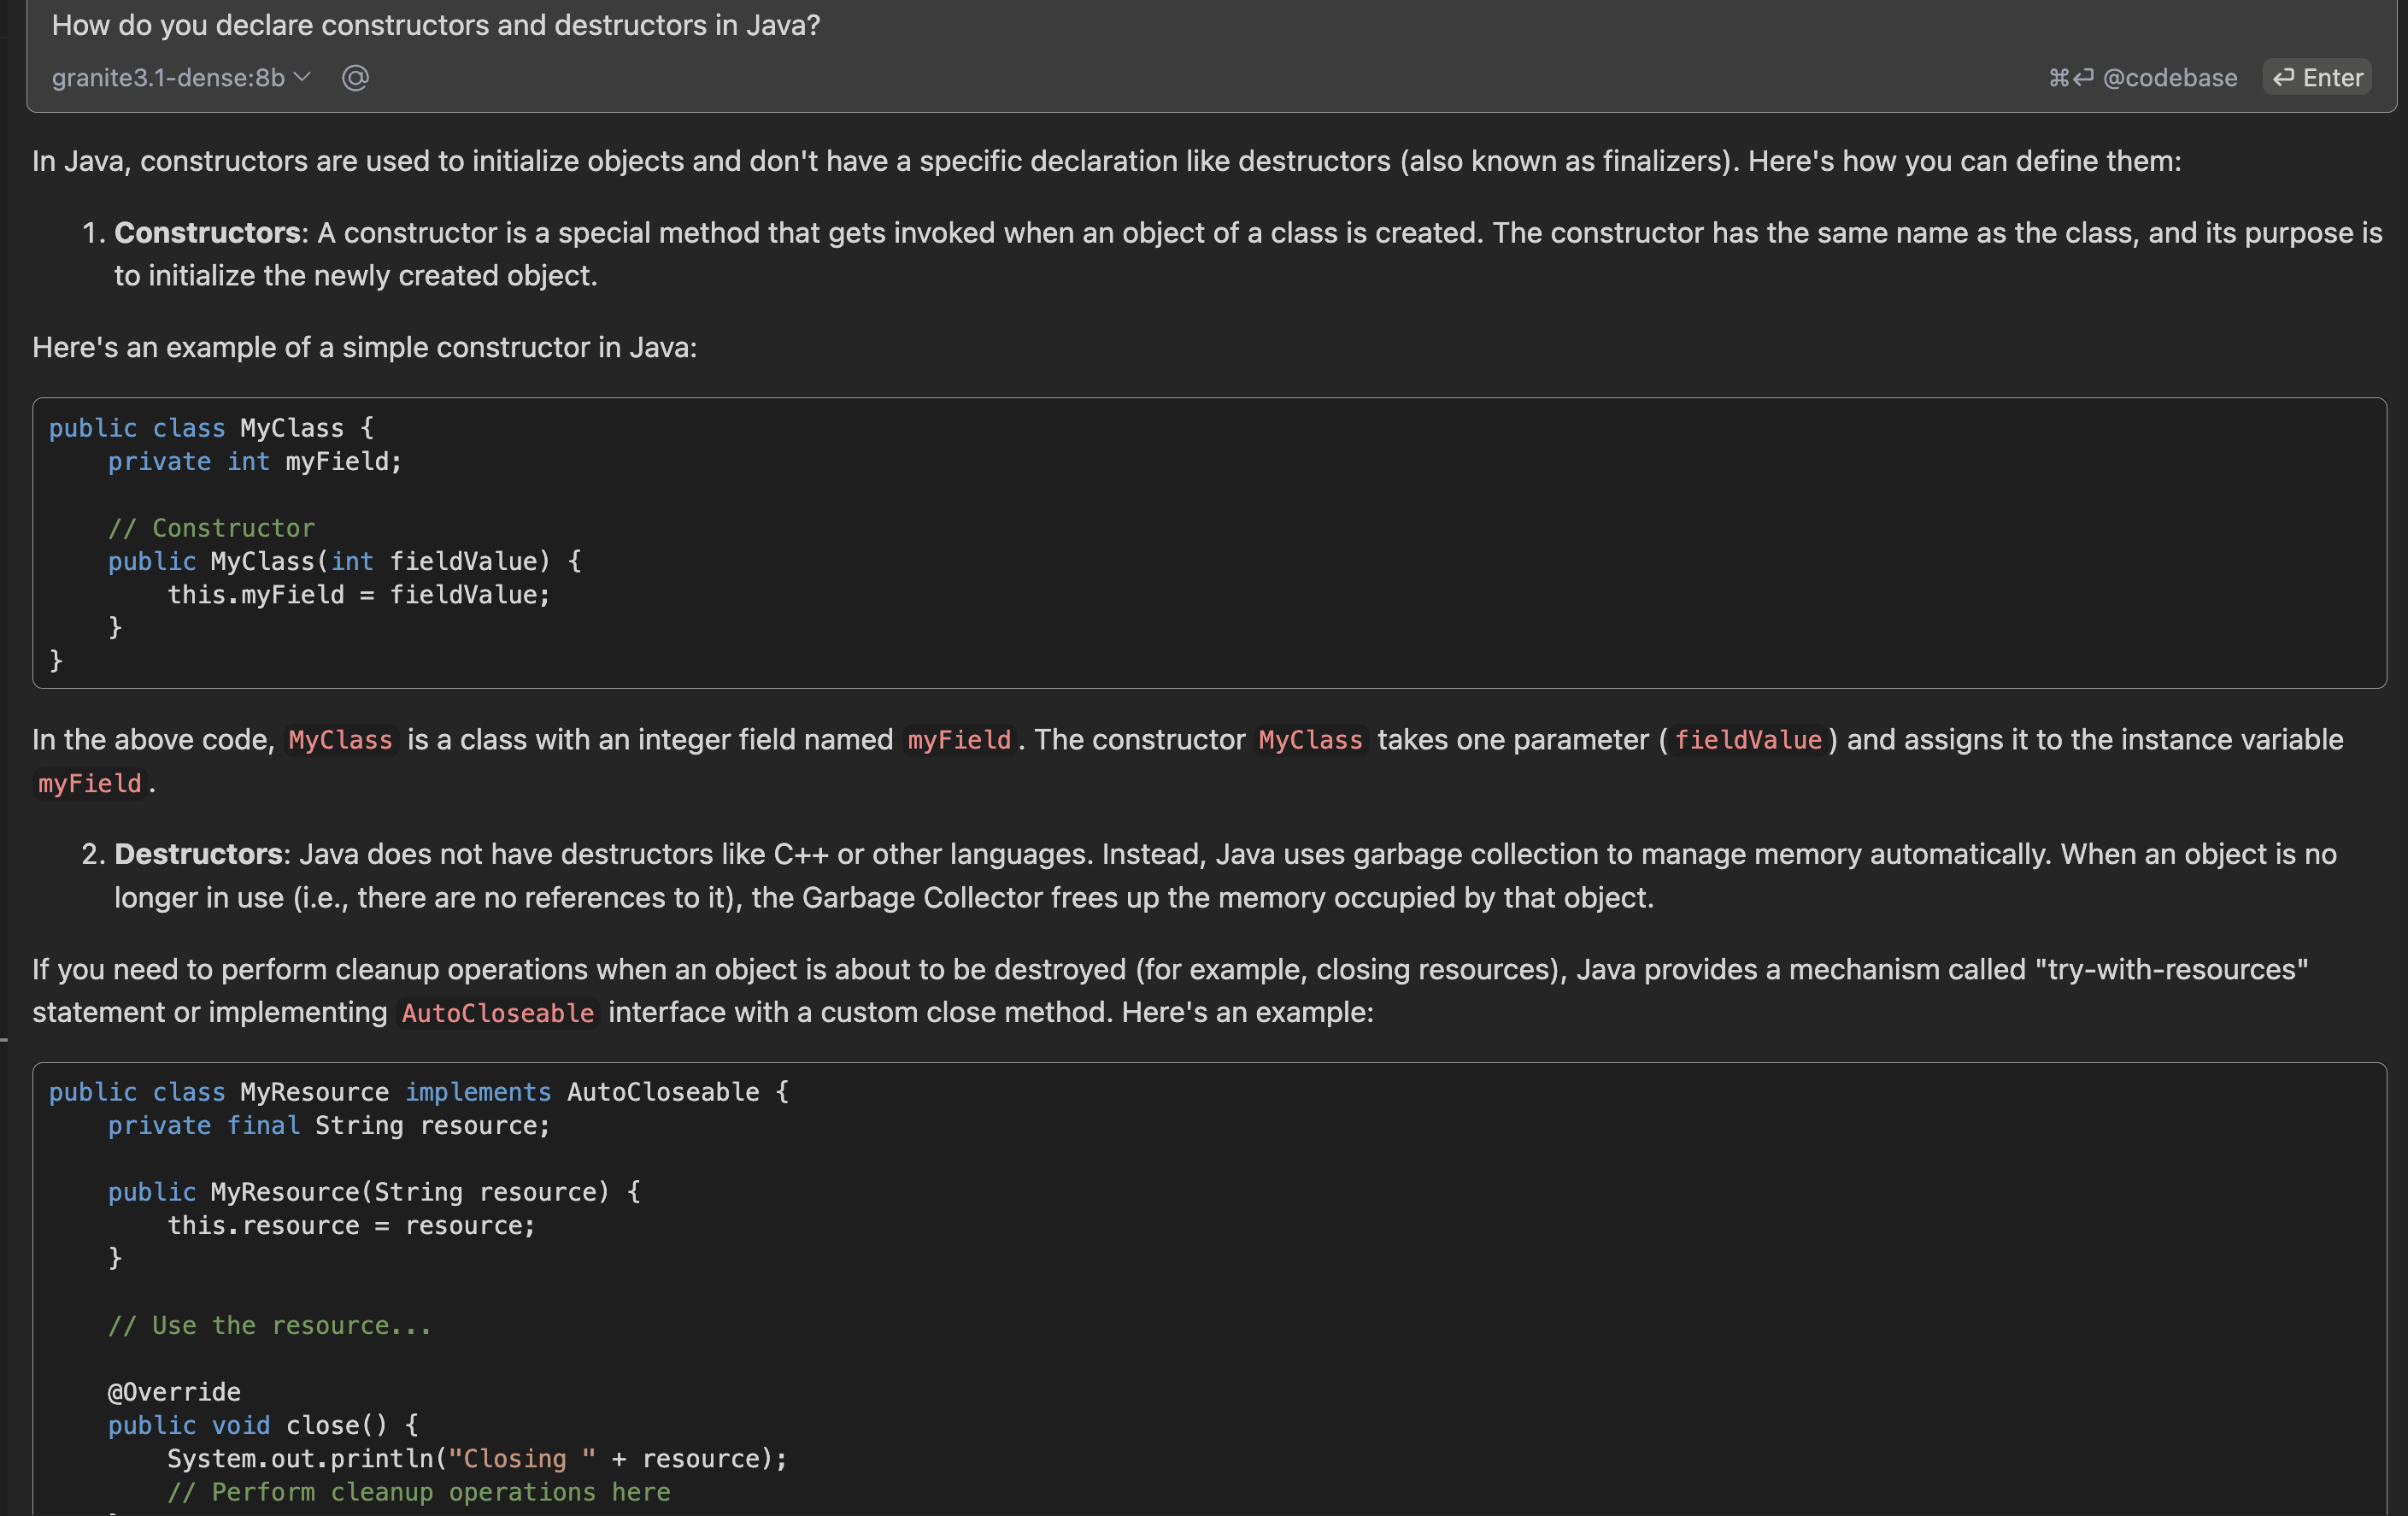 How do you declare constructors and destructors in Java?
granite3.1-dense:8b @ ⌘⏎ @codebase ⏎ Enter
In Java, constructors are used to initialize objects and don't have a specific declaration like destructors (also known as finalizers). Here's how you can define them:
1. Constructors: A constructor is a special method that gets invoked when an object of a class is created. The constructor has the same name as the class, and its purpose is
to initialize the newly created object.
Here's an example of a simple constructor in Java:
public class MyClass {
    private int myField;

    // Constructor
    public MyClass(int fieldValue) {
        this.myField = fieldValue;
    }
}
In the above code, MyClass is a class with an integer field named myField. The constructor MyClass takes one parameter (fieldValue) and assigns it to the instance variable
myField.
2. Destructors: Java does not have destructors like C++ or other languages. Instead, Java uses garbage collection to manage memory automatically. When an object is no
longer in use (i.e., there are no references to it), the Garbage Collector frees up the memory occupied by that object.
If you need to perform cleanup operations when an object is about to be destroyed (for example, closing resources), Java provides a mechanism called "try-with-resources"
statement or implementing AutoCloseable interface with a custom close method. Here's an example:
public class MyResource implements AutoCloseable {
    private final String resource;

    public MyResource(String resource) {
        this.resource = resource;
    }

    // Use the resource...

    @Override
    public void close() {
        System.out.println("Closing " + resource);
        // Perform cleanup operations here